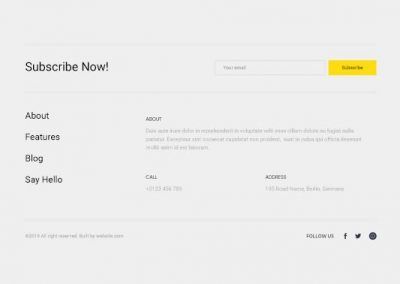 Subscribe Now!
Your email
Subscribe
About
Features
Blog
Say Hello
ABOUT
Duis aute irure dolor in reprehenderit in voluptate velit esse cillum dolore eu fugiat nulla
pariatur. Excepteur sint occaecat cupidatat non proident, sunt in culpa qui officia deserunt
mollit anim id est laborum.
CALL
+0123 456 789
ADDRESS
Road Name, Berlin, Germany
©2019 All right reserved. Built by website.com
FOLLOW US